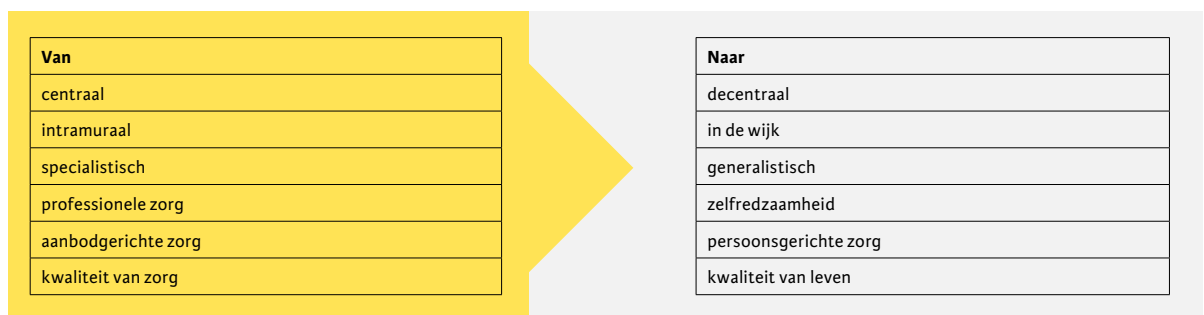 Van
centraal
intramuraal
specialistisch
professionele zorg
aanbodgerichte zorg
kwaliteit van zorg
Naar
decentraal
in de wijk
generalistisch
zelfredzaamheid
persoonsgerichte zorg
kwaliteit van leven